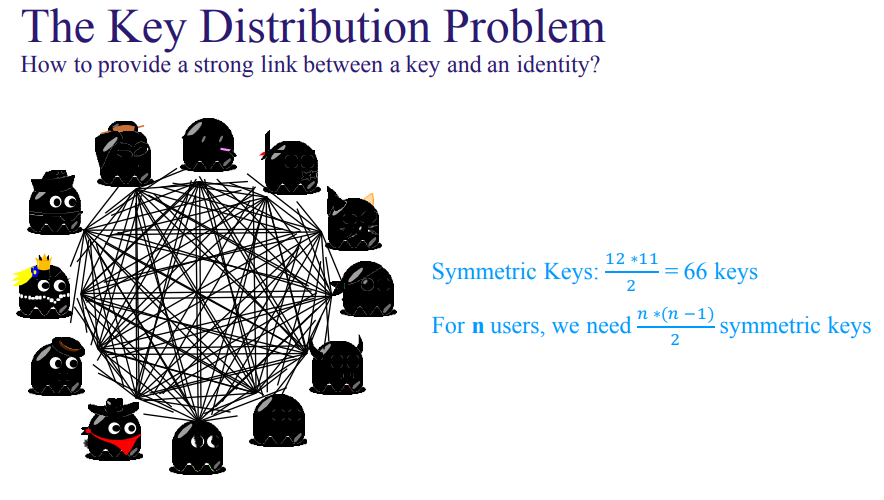 The Key Distribution Problem
How to provide a strong link between a key and an identity?
Symmetric Keys: \frac{12 *11}{2} = 66 keys
For n users, we need \frac{n *(n −1)}{2} symmetric keys